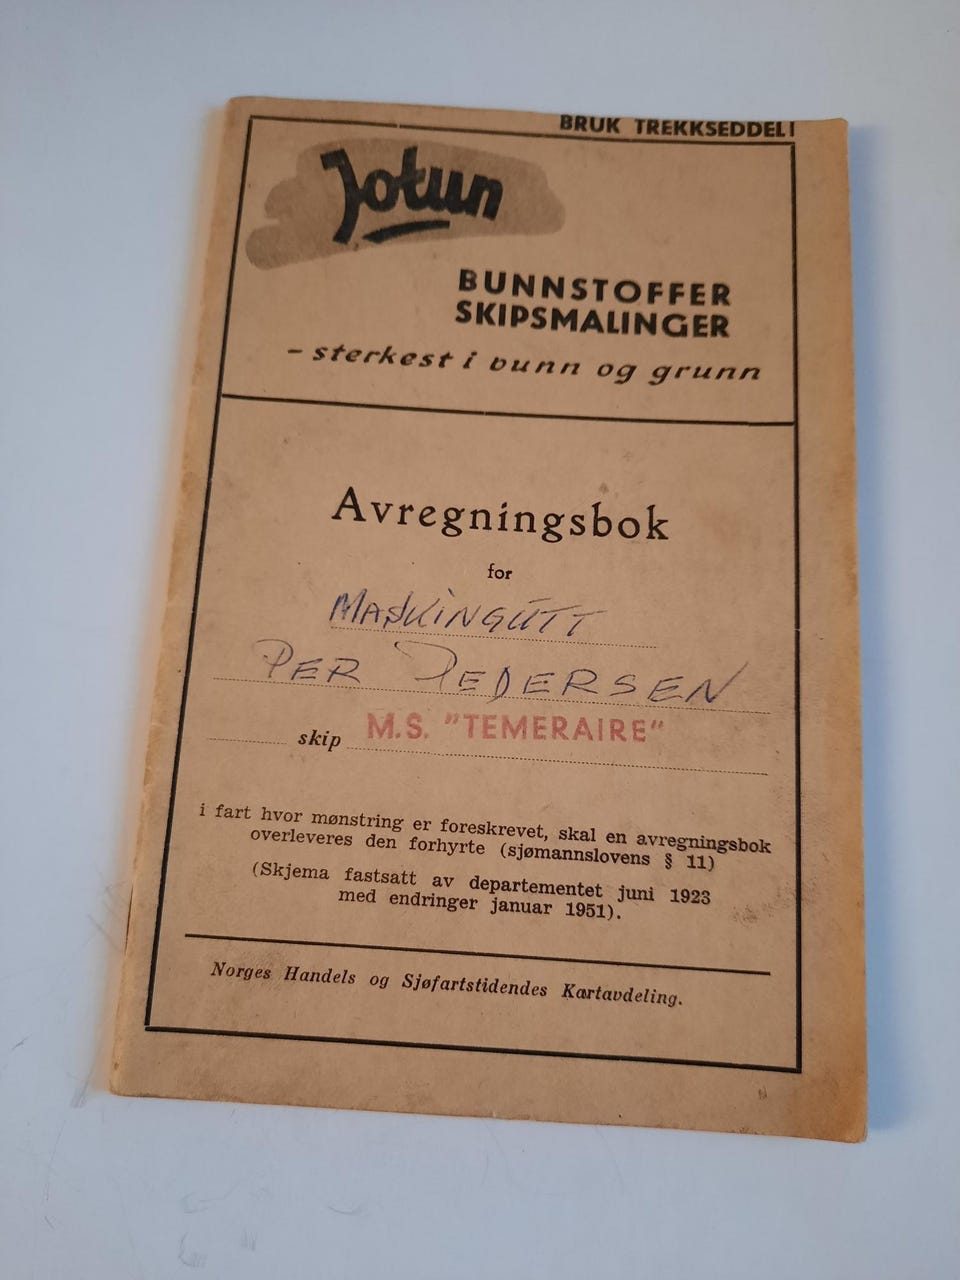 BRUK TREKKSEDDEL!
Jotun
BUNNSTOFFER
SKIPSMALINGER
- sterkest i bunn og grunn
Avregningsbok
for
MASKINGUTT
PER PEDERSEN
skip M.S. "TEMERAIRE"
i fart hvor mønstring er foreskrevet, skal en avregningsbok
overleveres den forhyrte (sjømannslovens § 11)
(Skjema fastsatt av departementet juni 1923
med endringer januar 1951).
Norges Handels og Sjøfartstidendes Kartavdeling.